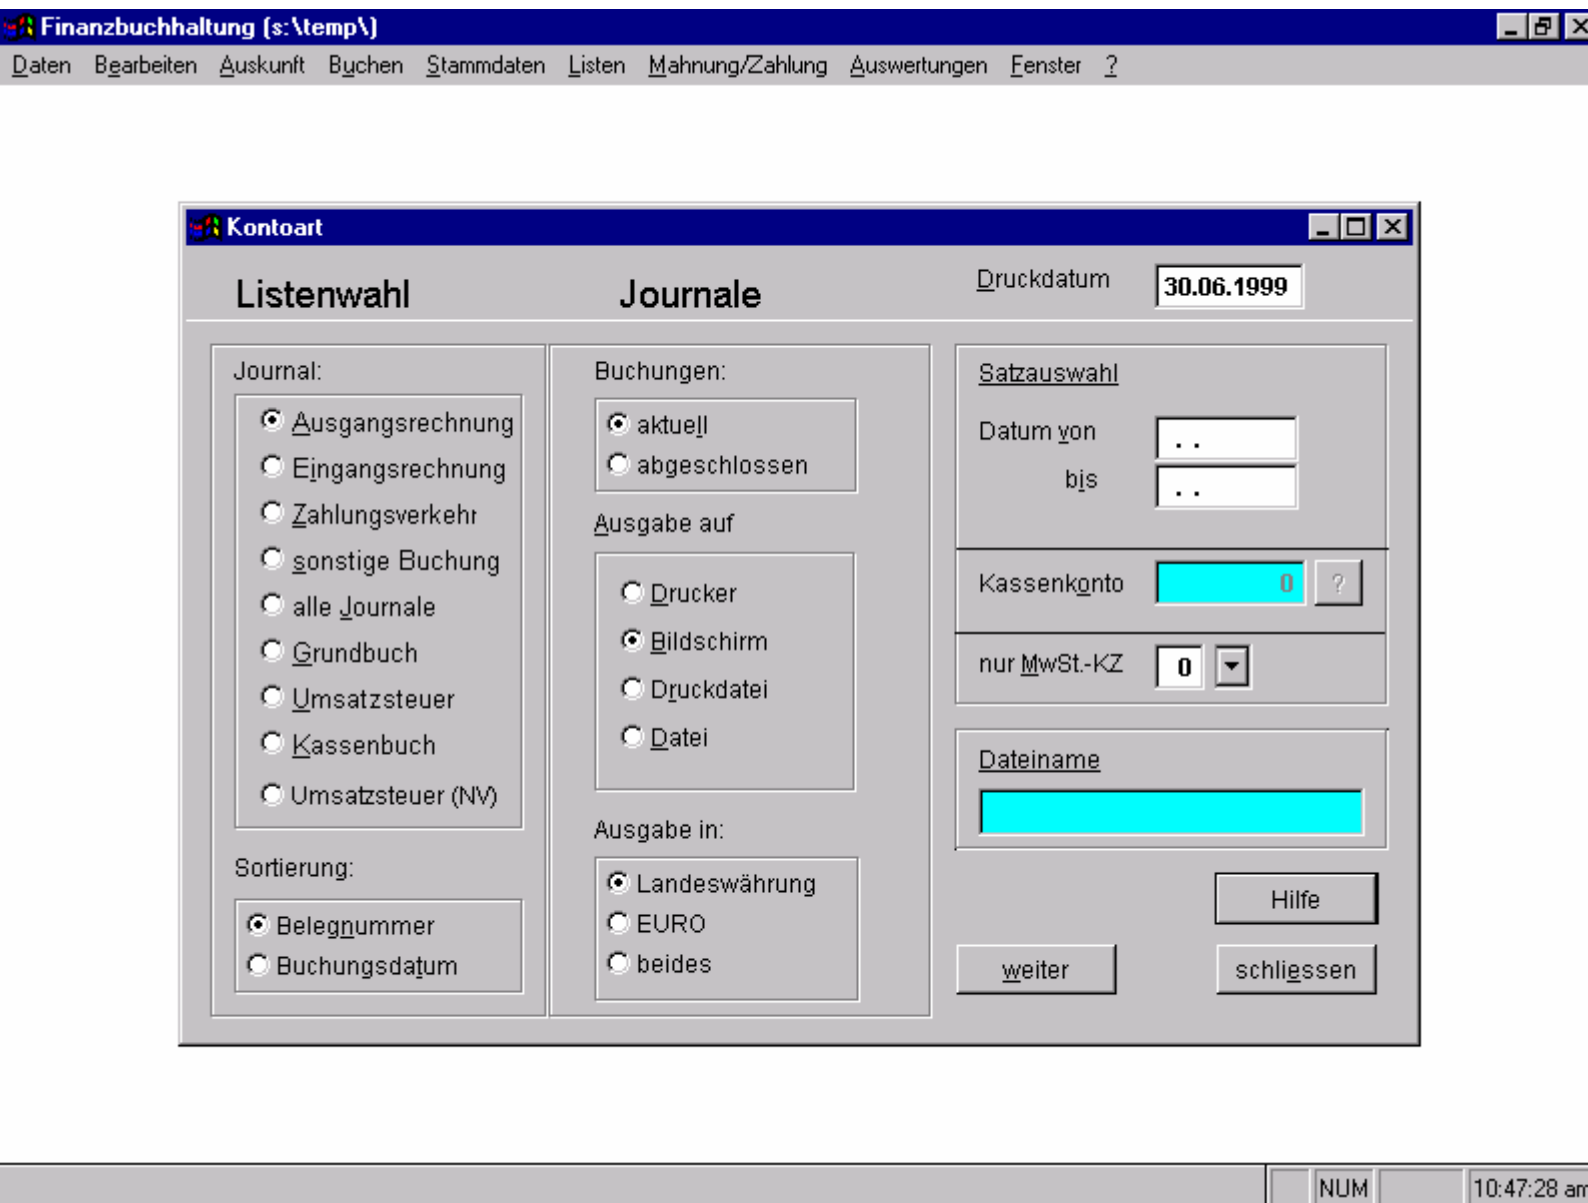 Finanzbuchhaltung (s:\temp\)
Daten Bearbeiten Auskunft Buchen Stammdaten Listen Mahnung/Zahlung Auswertungen Fenster ?
Kontoart
Listenwahl Journale Druckdatum 30.06.1999
Journal:
Ausgangsrechnung
Eingangsrechnung
Zahlungsverkehr
sonstige Buchung
alle Journale
Grundbuch
Umsatzsteuer
Kassenbuch
Umsatzsteuer (NV)
Sortierung:
Belegnummer
Buchungsdatum
Buchungen:
aktuell
abgeschlossen
Ausgabe auf
Drucker
Bildschirm
Druckdatei
Datei
Ausgabe in:
Landeswährung
EURO
beides
Satzauswahl
Datum von . .
bis . .
Kassenkonto 0 ?
nur MwSt.-KZ 0
Dateiname
Hilfe
weiter schliessen
NUM 10:47:28 am